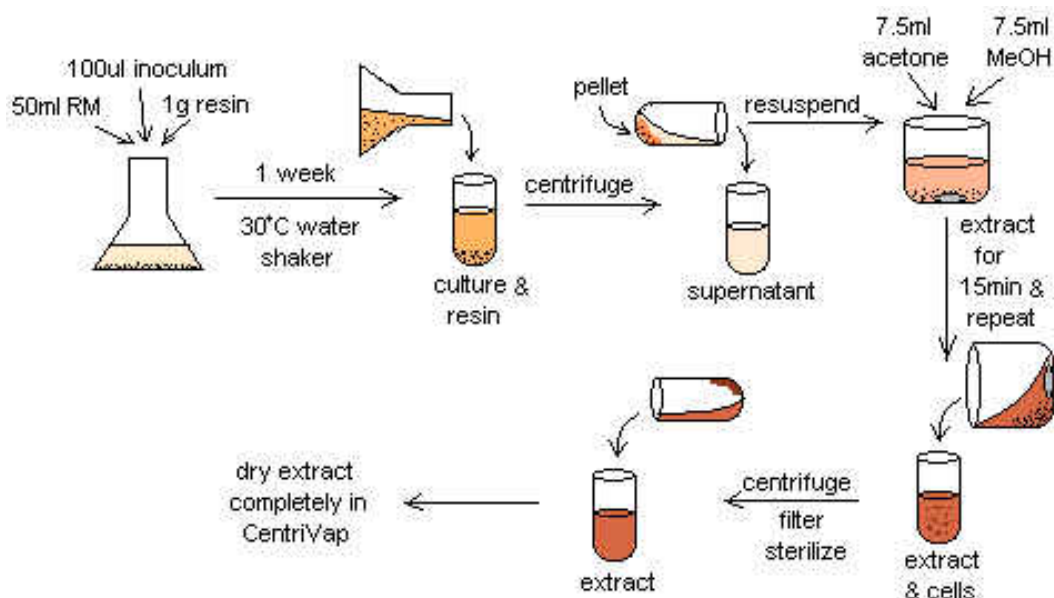 100ul inoculum
50ml RM
1g resin
1 week
30°C water
shaker
culture &
resin
centrifuge
pellet
supernatant
resuspend
7.5ml
acetone
7.5ml
MeOH
extract
for
15min &
repeat
extract
& cells
centrifuge
filter
sterilize
extract
dry extract
completely in
CentriVap